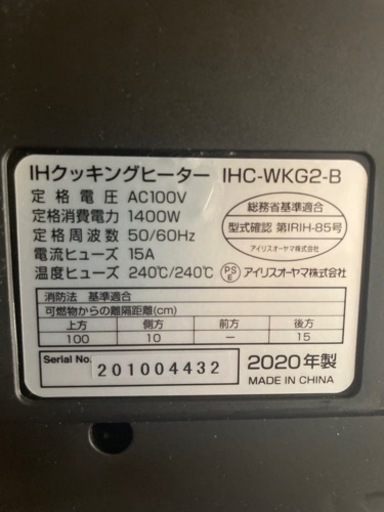 IHクッキングヒーター IHC-WKG2-B
定格電圧 AC100V
定格消費電力 1400W
定格周波数 50/60Hz
電流ヒューズ 15A
温度ヒューズ 240℃/240℃
総務省基準適合
型式確認 第IRIH-85号
アイリスオーヤマ株式会社
PSE アイリスオーヤマ株式会社
消防法 基準適合
可燃物からの離隔距離(cm)
上方 側方 前方 後方
100 10 ー 15
Serial No. 201004432
2020年製
MADE IN CHINA